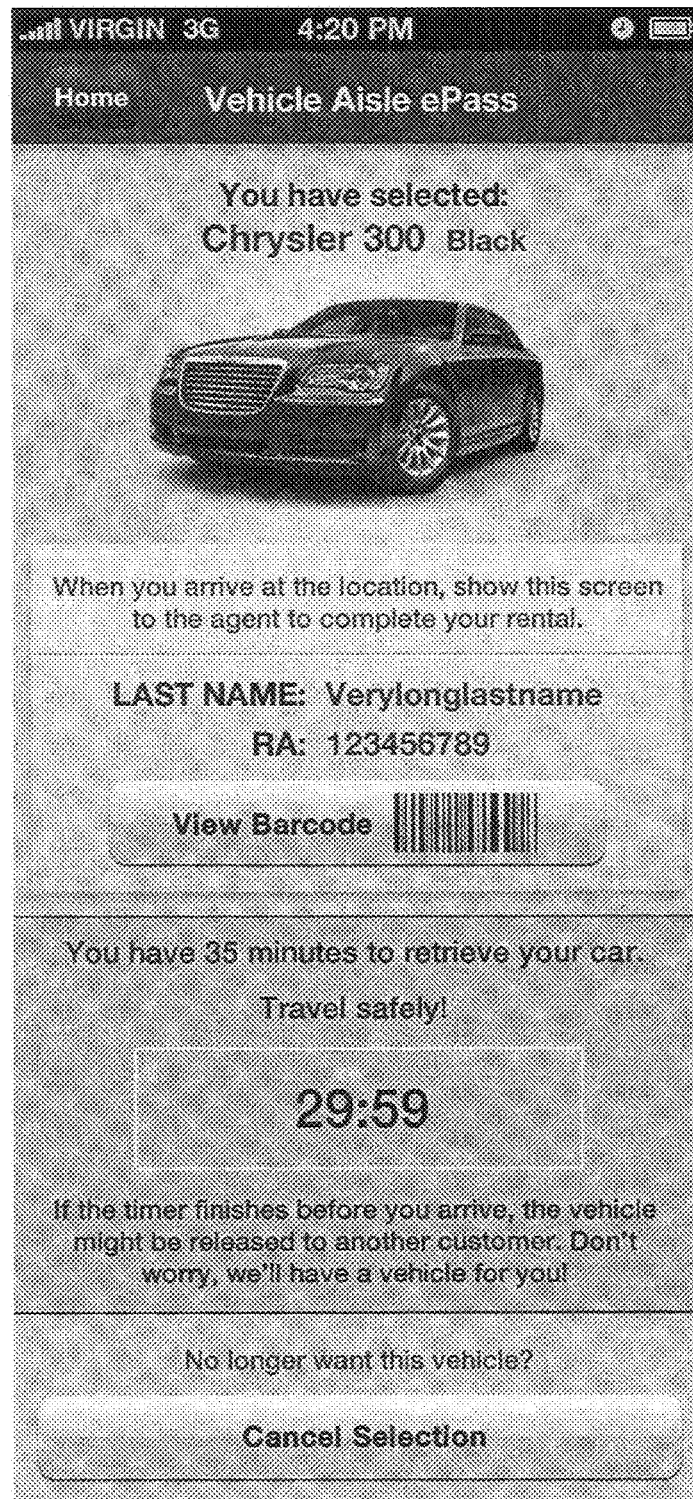 VIRGIN 3G 4:20 PM
Home Vehicle Aisle ePass
You have selected:
Chrysler 300 Black
When you arrive at the location, show this screen
to the agent to complete your rental.
LAST NAME: Verylonglastname
RA: 123456789
View Barcode
You have 35 minutes to retrieve your car.
Travel safely!
29:59
If the timer finishes before you arrive, the vehicle
might be released to another customer. Don't
worry, we'll have a vehicle for you!
No longer want this vehicle?
Cancel Selection